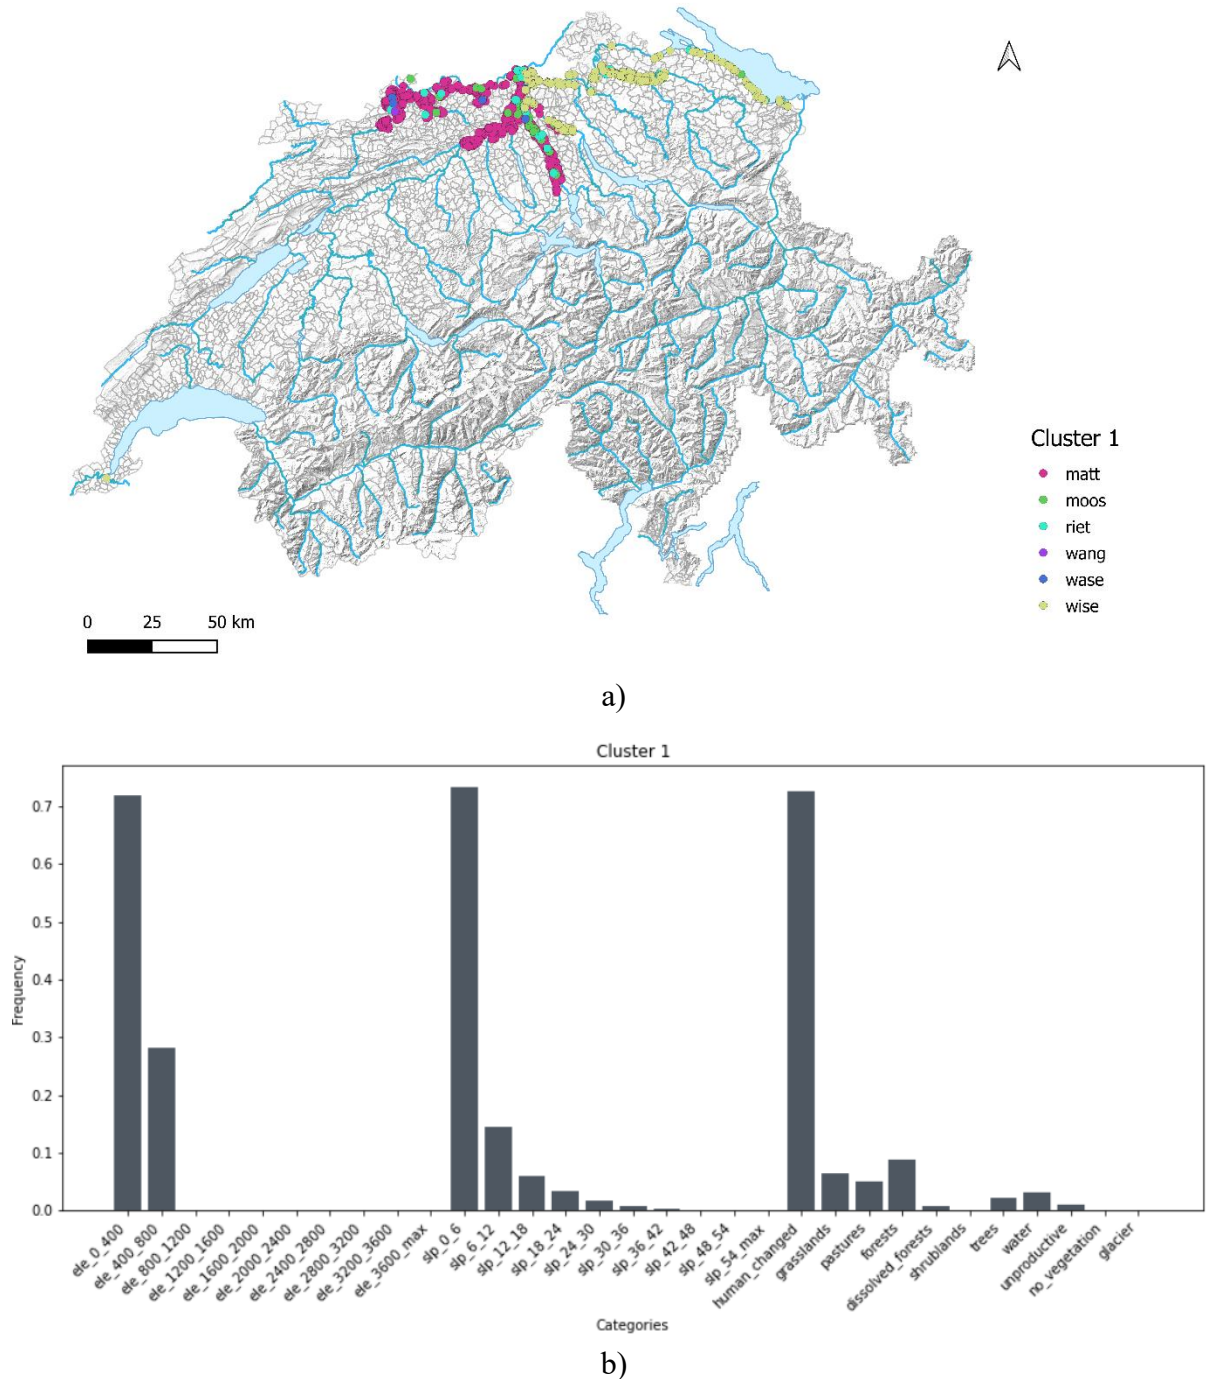 Cluster 1
matt
moos
riet
wang
wase
wise
0 25 50 km
a)
Cluster 1
0.7
0.6
0.5
0.4
0.3
0.2
0.1
0.0
Frequency
ele_0_400
ele_400_800
ele_800_1200
ele_1200_1600
ele_1600_2000
ele_2000_2400
ele_2400_2800
ele_2800_3200
ele_3200_3600
ele_3600_max
slp_0_6
slp_6_12
slp_12_18
slp_18_24
slp_24_30
slp_30_36
slp_36_42
slp_42_48
slp_48_54
slp_54_max
human_changed
grasslands
pastures
forests
dissolved_forests
shrublands
trees
water
unproductive
no_vegetation
glacier
Categories
b)